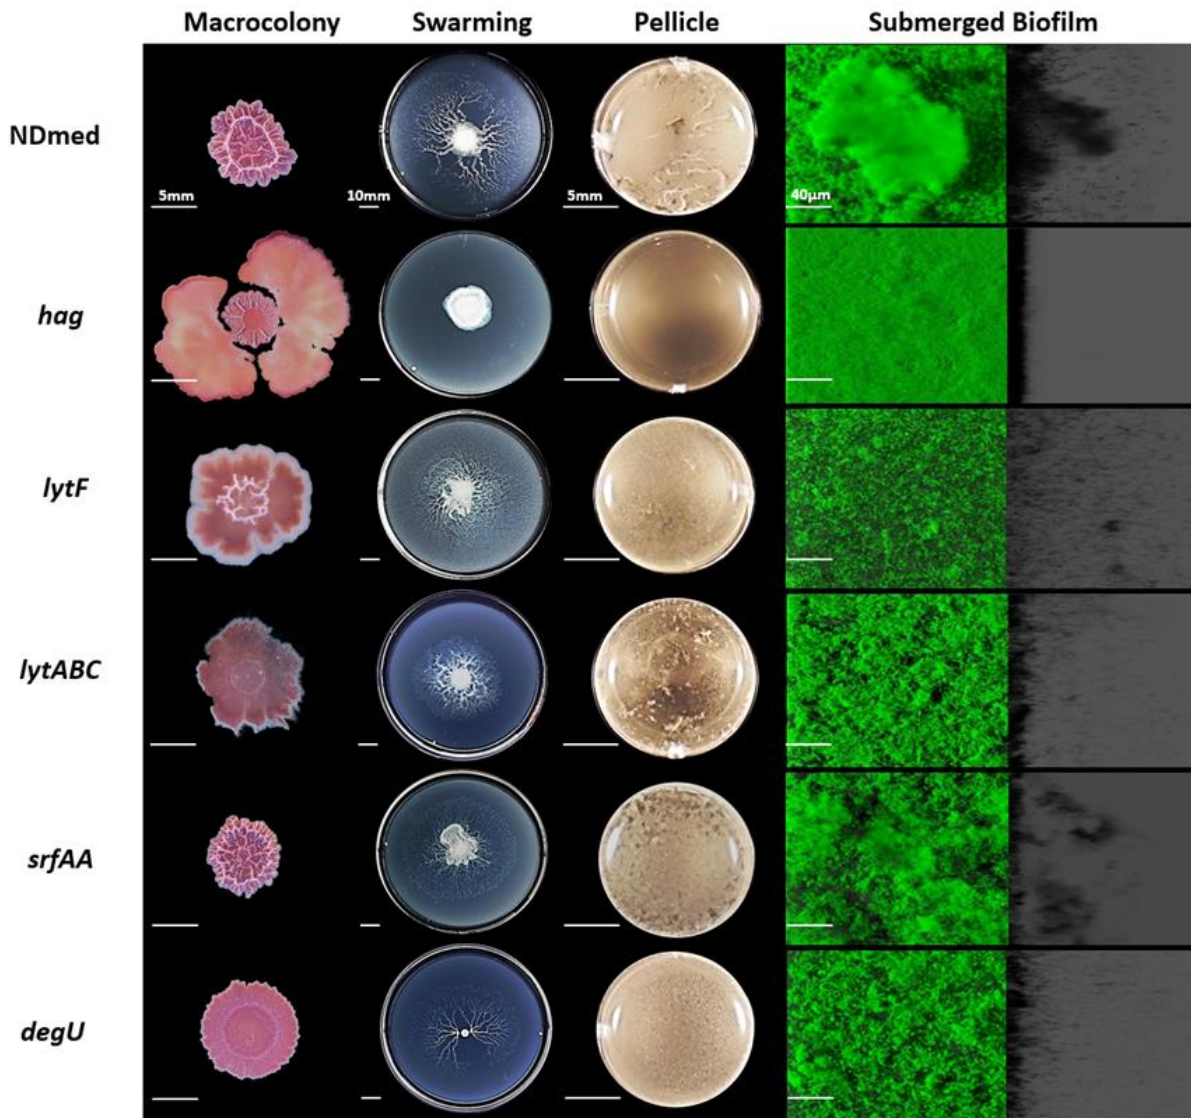 Macrocolony Swarming Pellicle Submerged Biofilm
NDmed
5mm 10mm 5mm 40µm
hag
lytF
lytABC
srfAA
degU